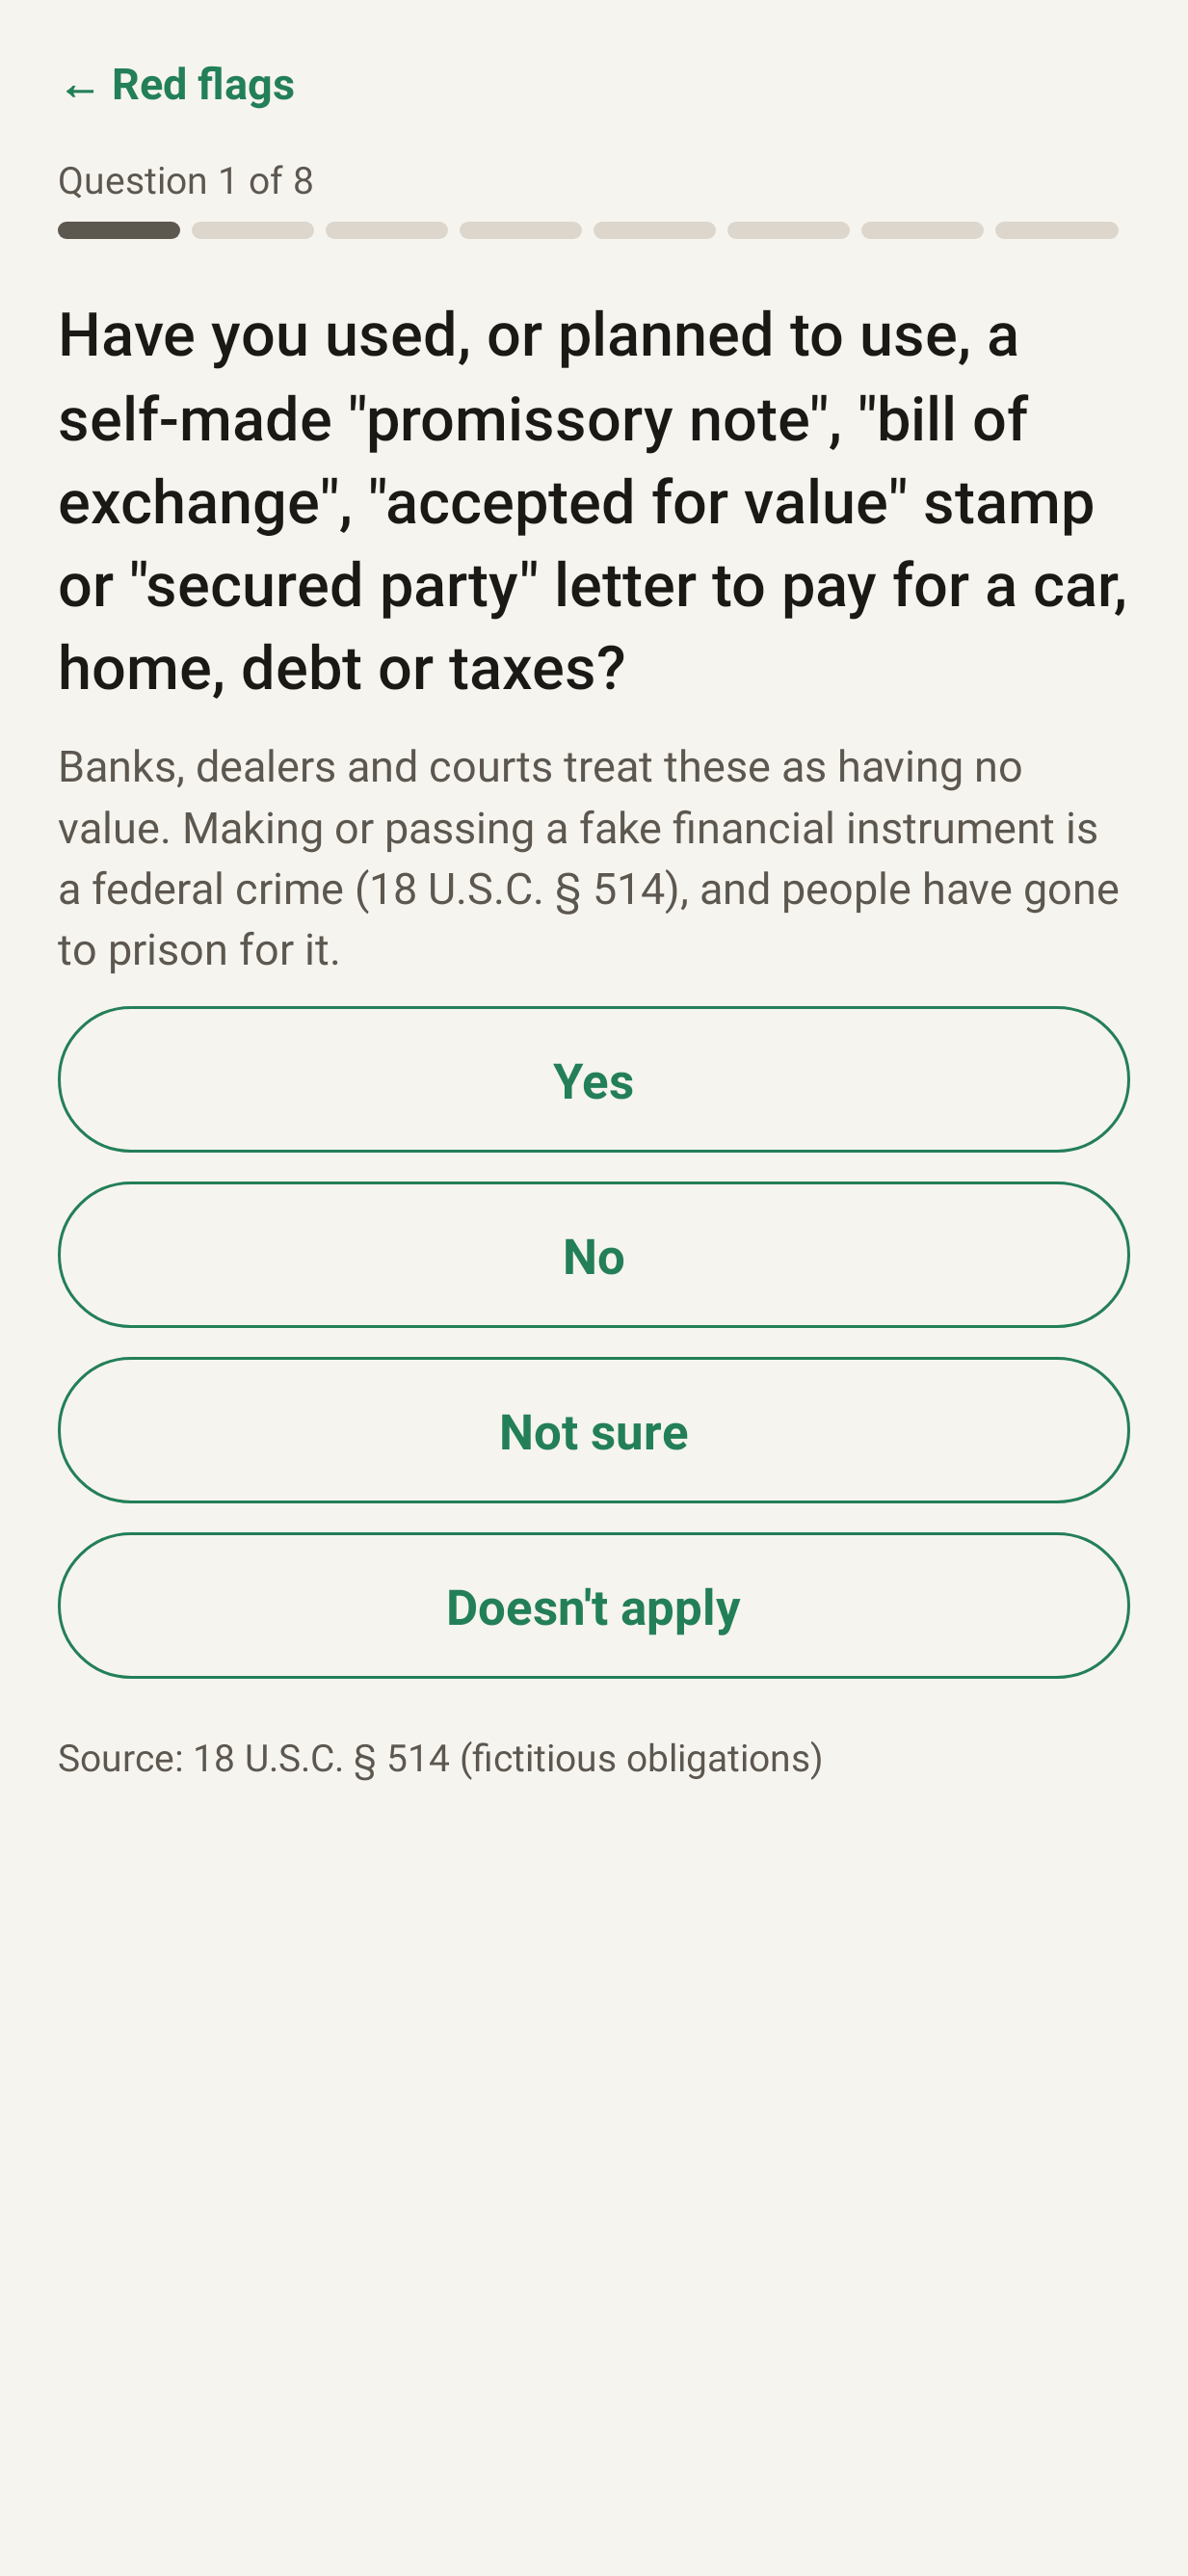 ← Red flags
Question 1 of 8
Have you used, or planned to use, a
self-made "promissory note", "bill of
exchange", "accepted for value" stamp
or "secured party" letter to pay for a car,
home, debt or taxes?
Banks, dealers and courts treat these as having no
value. Making or passing a fake financial instrument is
a federal crime (18 U.S.C. § 514), and people have gone
to prison for it.
Yes
No
Not sure
Doesn't apply
Source: 18 U.S.C. § 514 (fictitious obligations)